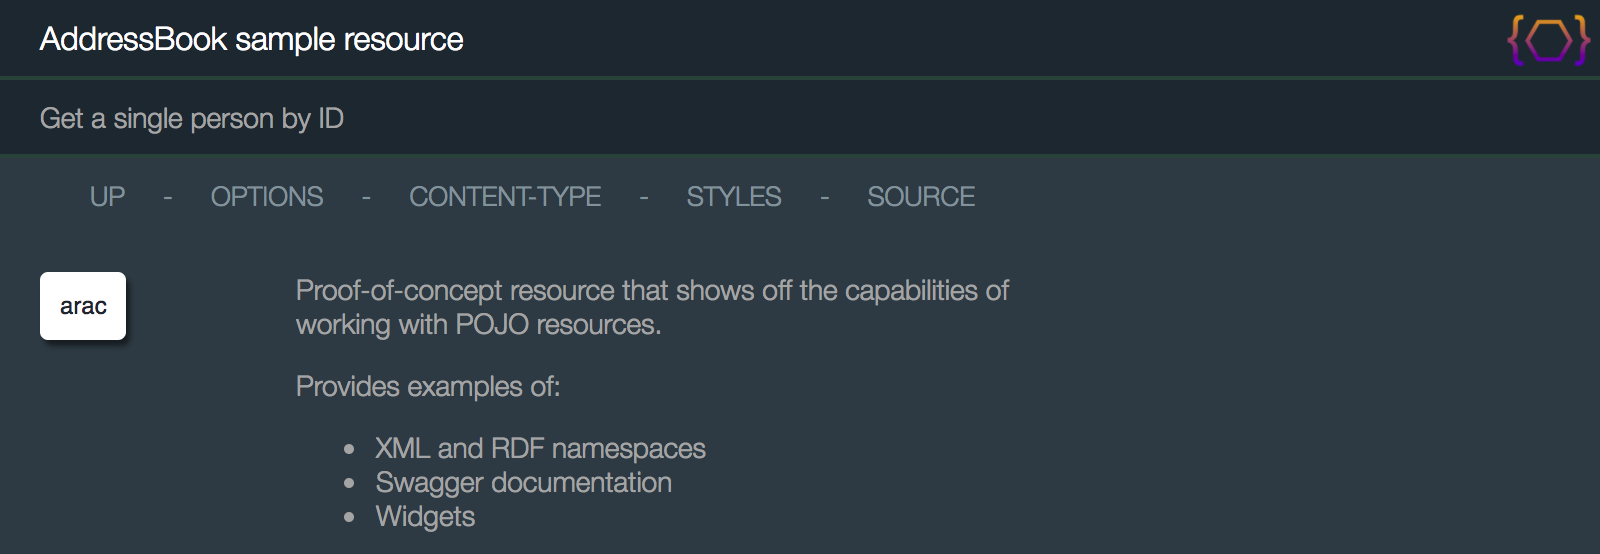 AddressBook sample resource
Get a single person by ID
UP - OPTIONS - CONTENT-TYPE - STYLES - SOURCE
arac
Proof-of-concept resource that shows off the capabilities of
working with POJO resources.
Provides examples of:
• XML and RDF namespaces
• Swagger documentation
• Widgets